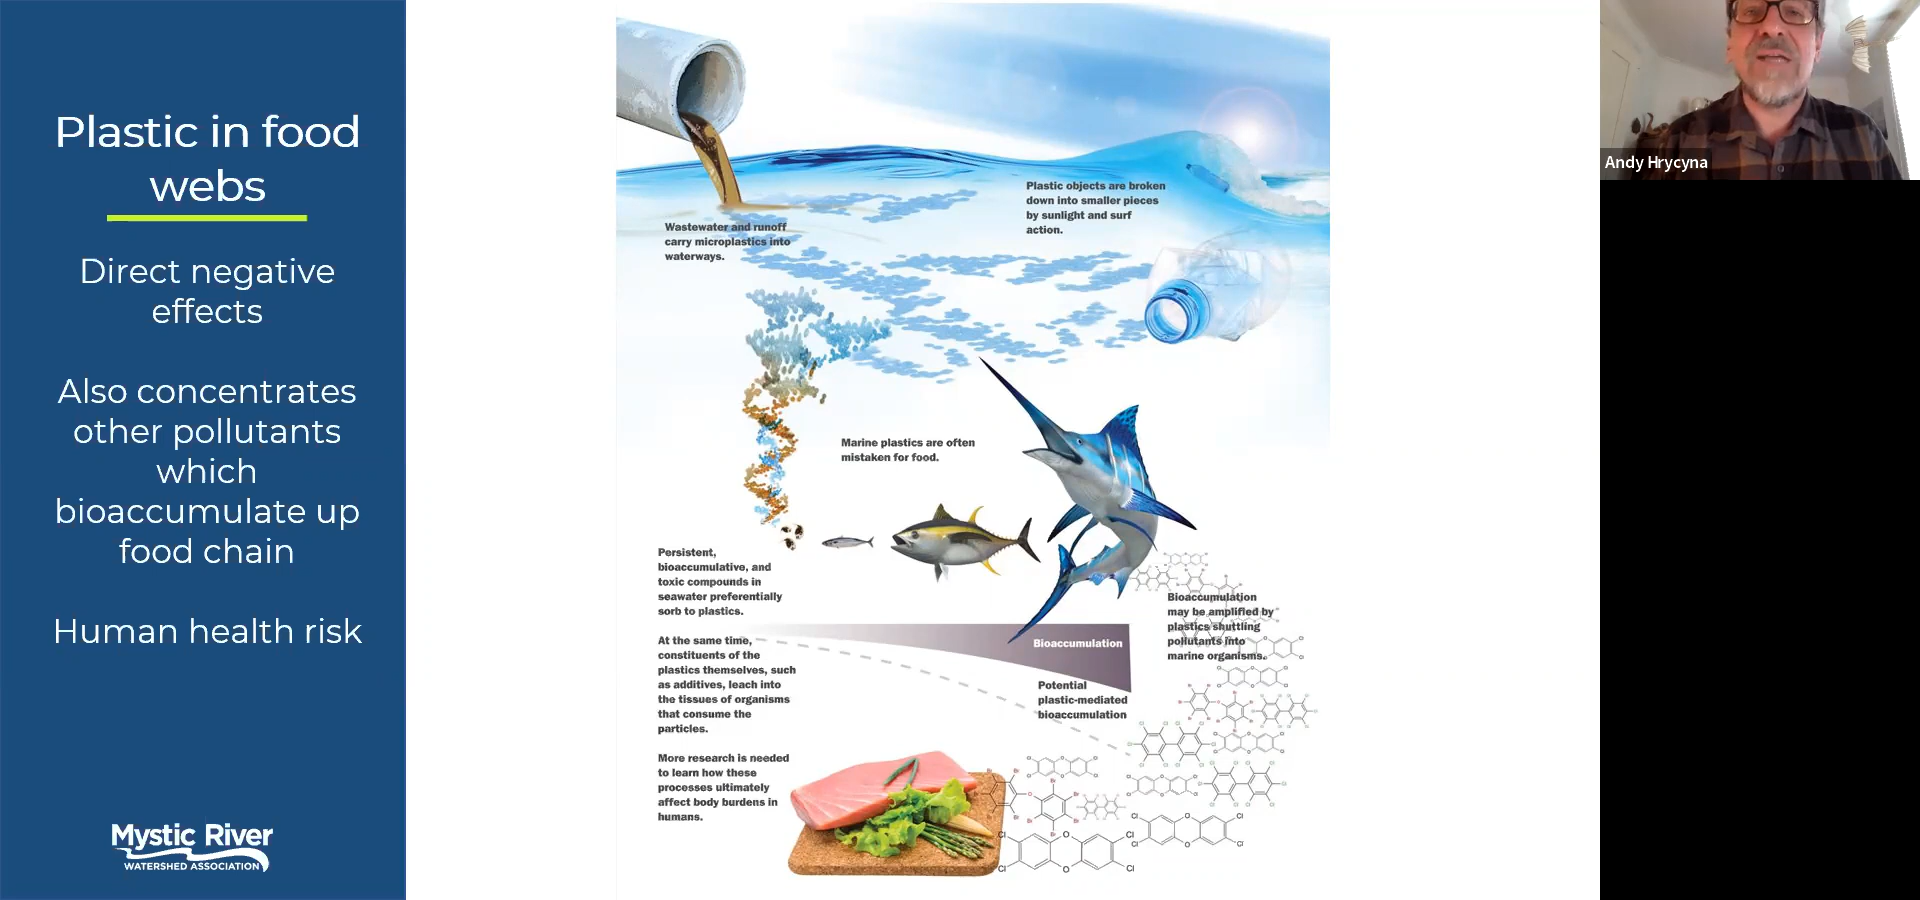 Plastic in food
webs
Direct negative
effects
Also concentrates
other pollutants
which
bioaccumulate up
food chain
Human health risk
Mystic River
WATERSHED ASSOCIATION
Wastewater and runoff
carry microplastics into
waterways.
Plastic objects are broken
down into smaller pieces
by sunlight and surf
action.
Marine plastics are often
mistaken for food.
Persistent,
bioaccumulative, and
toxic compounds in
seawater preferentially
sorb to plastics.
At the same time,
constituents of the
plastics themselves, such
as additives, leach into
the tissues of organisms
that consume the
particles.
More research is needed
to learn how these
processes ultimately
affect body burdens in
humans.
Bioaccumulation
Potential
plastic-mediated
bioaccumulation
Bioaccumulation
may be amplified by
plastics shuttling
pollutants into
marine organisms.
Andy Hrycyna